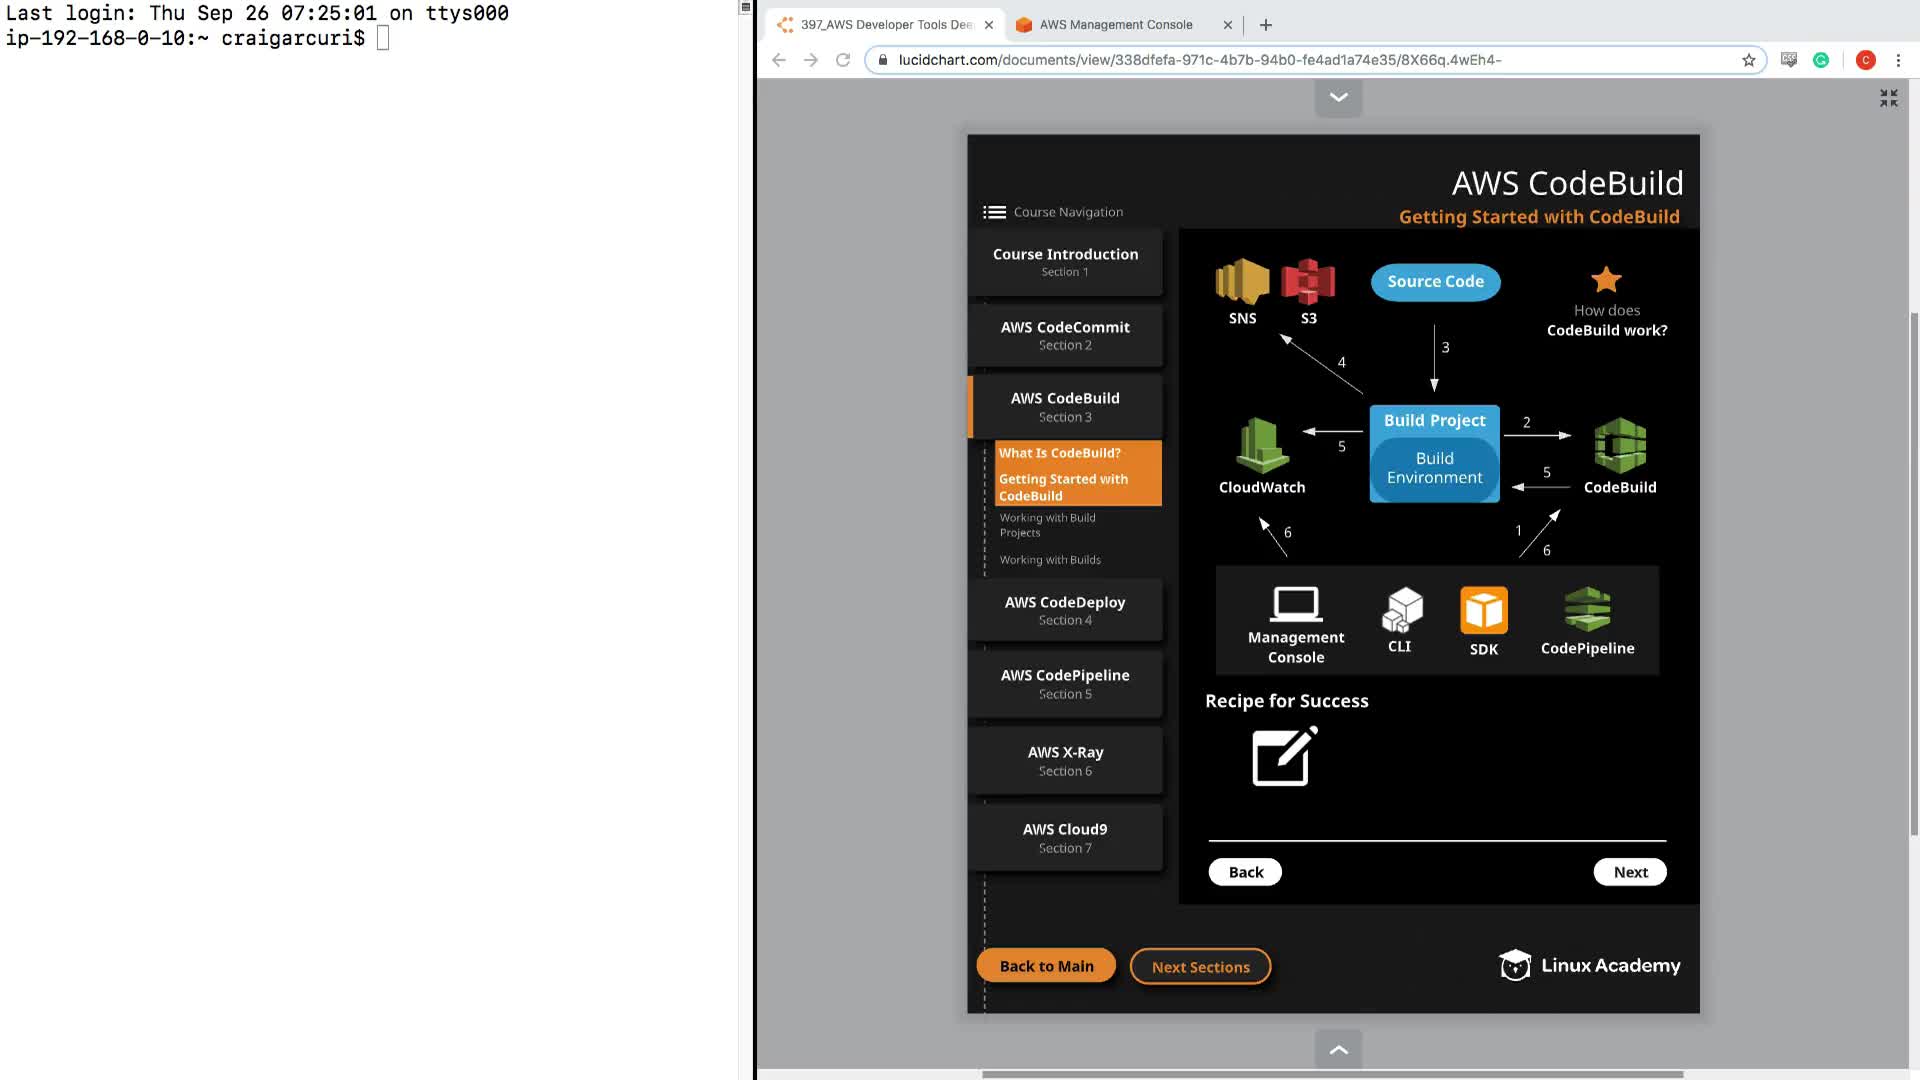 Last login: Thu Sep 26 07:25:01 on ttys000
ip-192-168-0-10:~ craigarcuri$
397_AWS Developer Tools Dee
AWS Management Console
lucidchart.com/documents/view/338dfefa-971c-4b7b-94b0-fe4ad1a74e35/8X66q.4wEh4-
C
AWS CodeBuild
Getting Started with CodeBuild
Course Navigation
Course Introduction
Section 1
AWS CodeCommit
Section 2
AWS CodeBuild
Section 3
What Is CodeBuild?
Getting Started with
CodeBuild
Working with Build
Projects
Working with Builds
AWS CodeDeploy
Section 4
AWS CodePipeline
Section 5
AWS X-Ray
Section 6
AWS Cloud9
Section 7
SNS
S3
Source Code
How does
CodeBuild work?
4
3
Build Project
Build
Environment
2
5
5
CloudWatch
CodeBuild
6
1
6
Management
Console
CLI
SDK
CodePipeline
Recipe for Success
Back
Next
Back to Main
Next Sections
Linux Academy